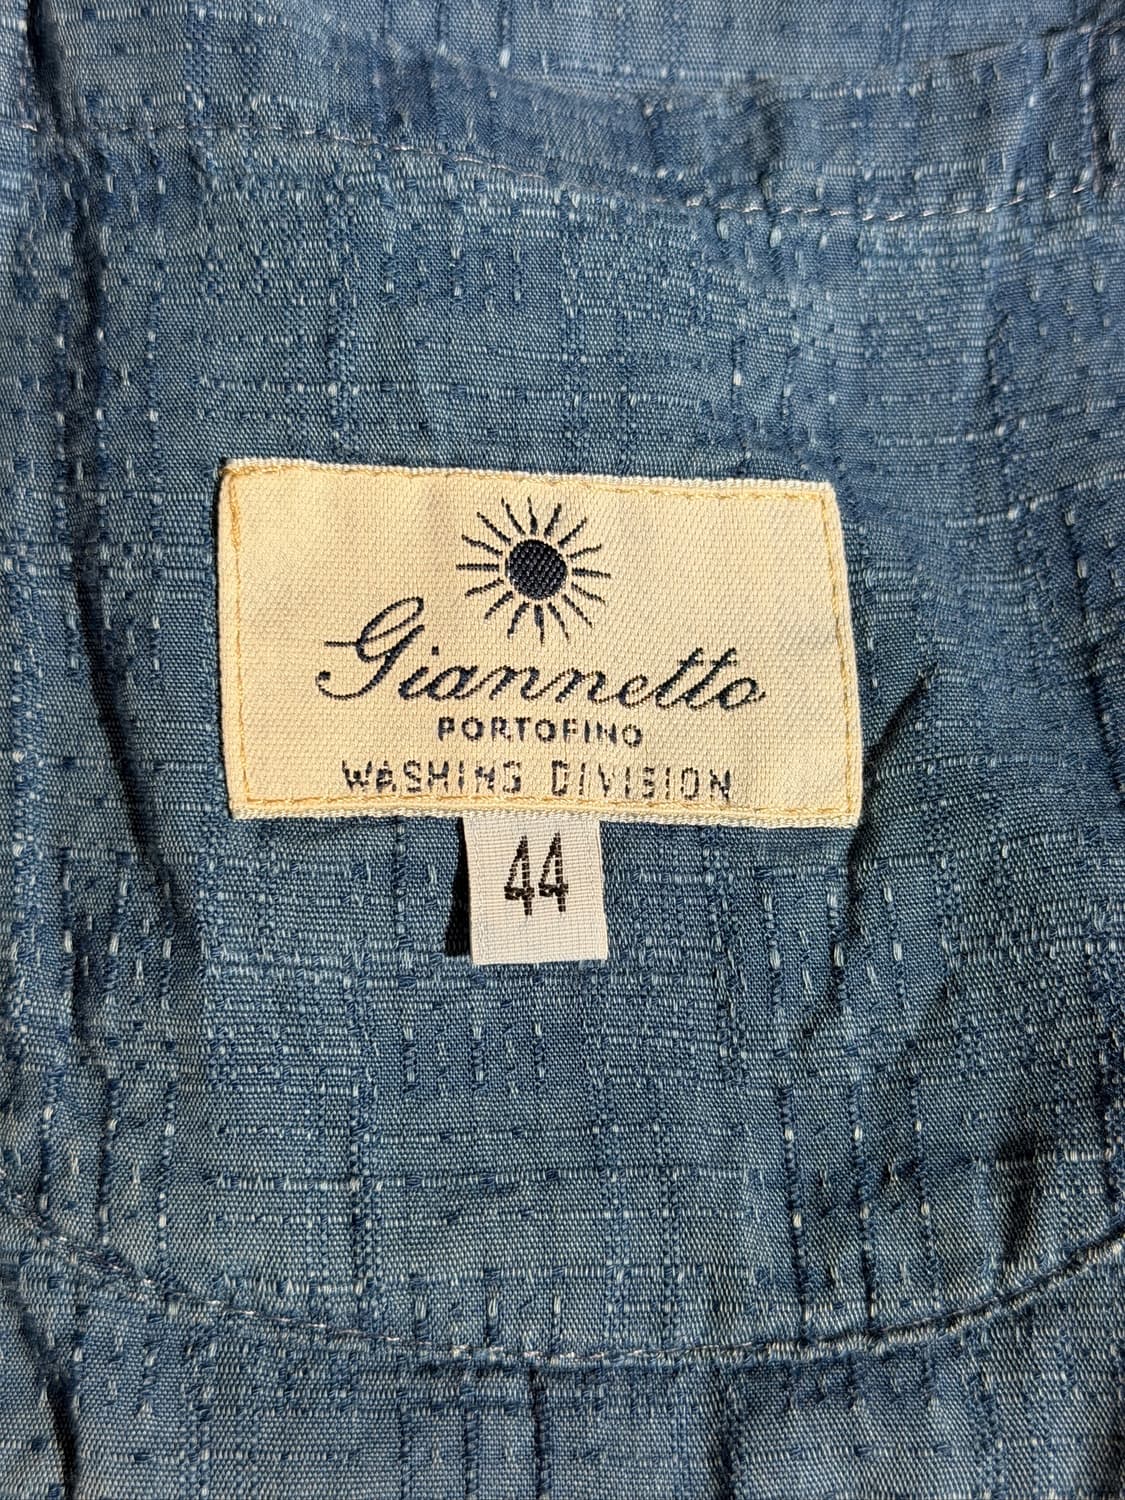 Giannetto
PORTOFINO
WASHING DIVISION
44